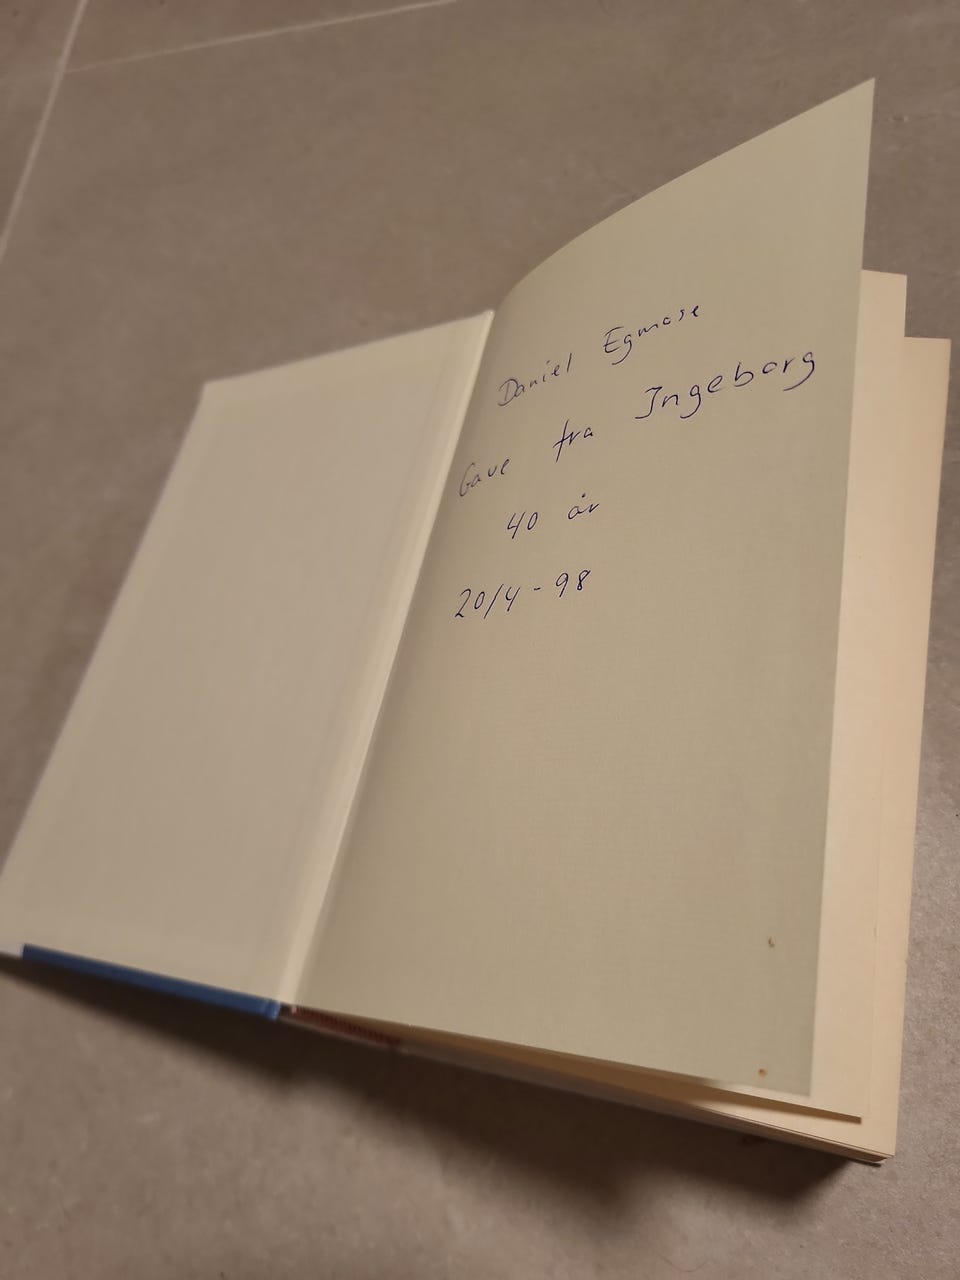 Daniel Egmose
Gave fra Ingeborg
40 år
20/4-98